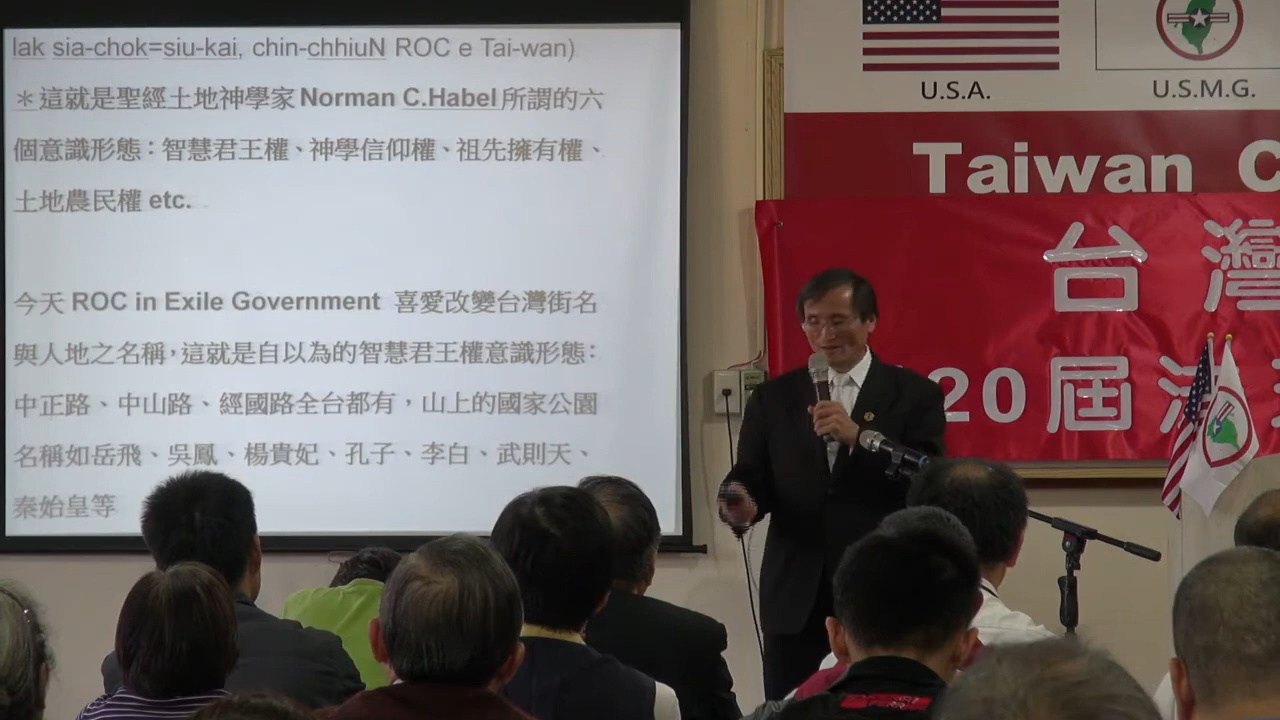 lak sia-chok=siu-kai, chin-chhiuN ROC e Tai-wan)
＊這就是聖經土地神學家 Norman C.Habel 所謂的六
個意識形態：智慧君王權、神學信仰權、祖先擁有權、
土地農民權 etc.
今天 ROC in Exile Government 喜愛改變台灣街名
與人地之名稱，這就是自以為的智慧君王權意識形態：
中正路、中山路、經國路全台都有，山上的國家公園
名稱如岳飛、吳鳳、楊貴妃、孔子、李白、武則天、
秦始皇等
U.S.A.
U.S.M.G.
Taiwan C
台灣
20屆法